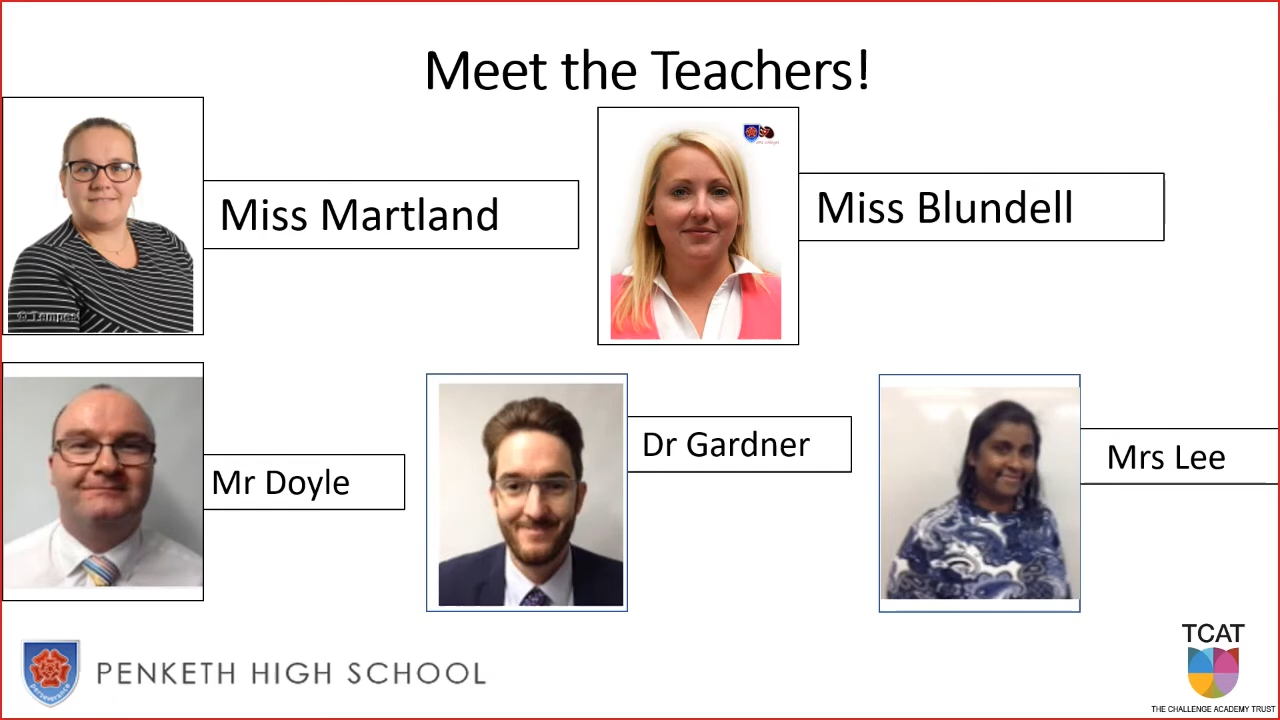 Meet the Teachers!
Miss Martland
Miss Blundell
Mr Doyle
Dr Gardner
Mrs Lee
perseverance
PENKETH HIGH SCHOOL
TCAT
THE CHALLENGE ACADEMY TRUST